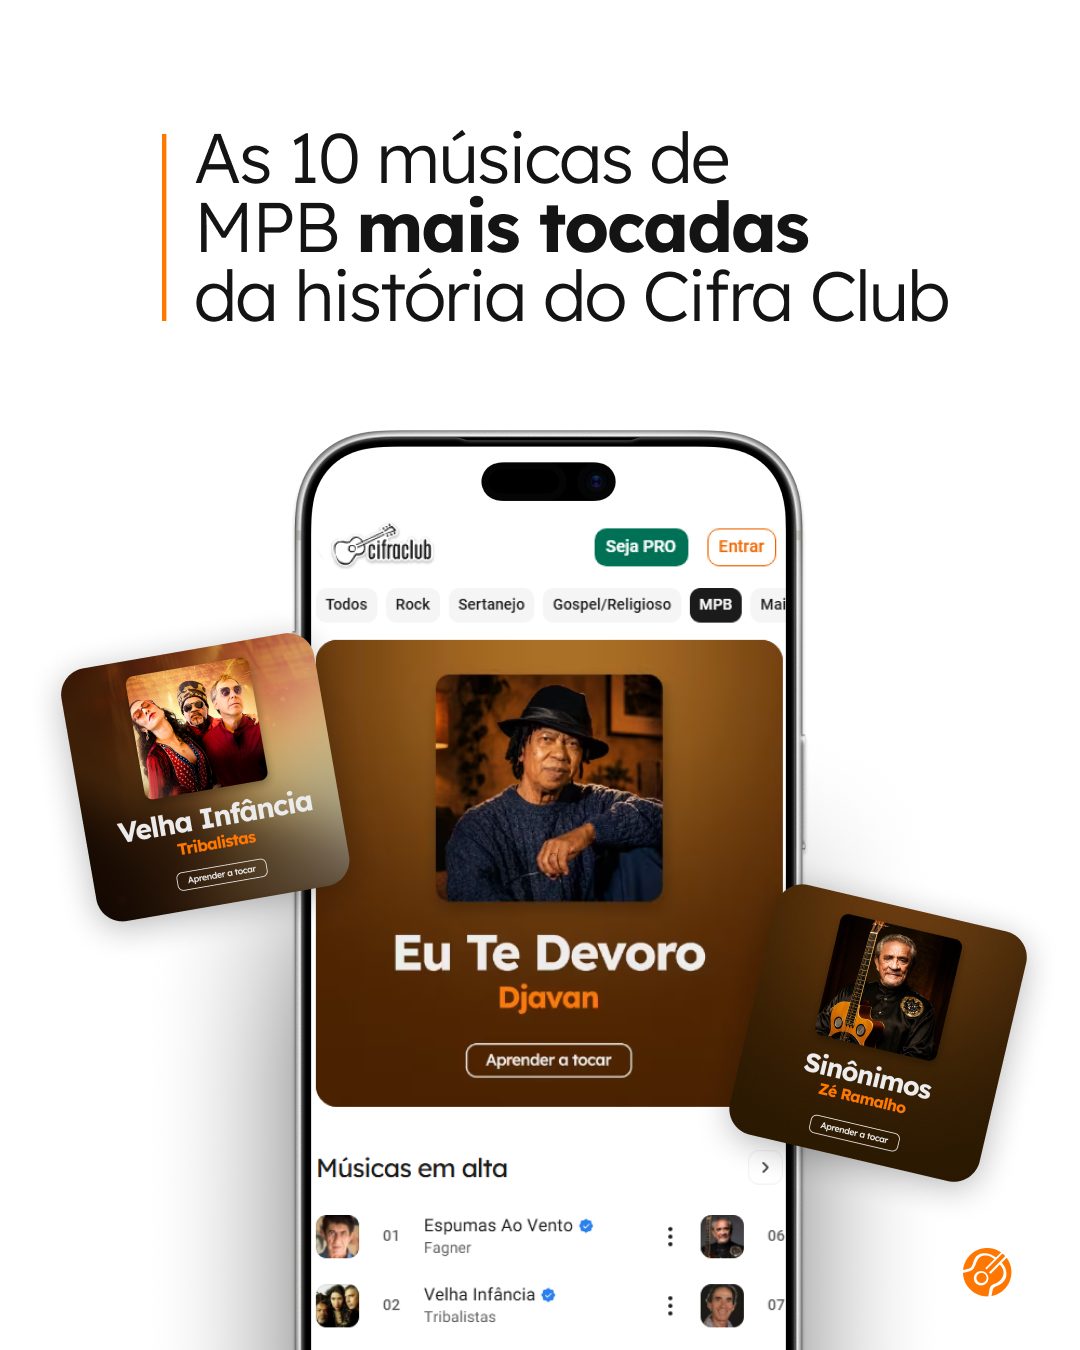 As 10 músicas de
MPB mais tocadas
da história do Cifra Club
cifraclub
Seja PRO
Entrar
Todos
Rock
Sertanejo
Gospel/Religioso
MPB
Mai
Velha Infância
Tribalistas
Aprender a tocar
Eu Te Devoro
Djavan
Aprender a tocar
Sinônimos
Zé Ramalho
Aprender a tocar
Músicas em alta
01
Espumas Ao Vento
Fagner
06
02
Velha Infância
Tribalistas
07